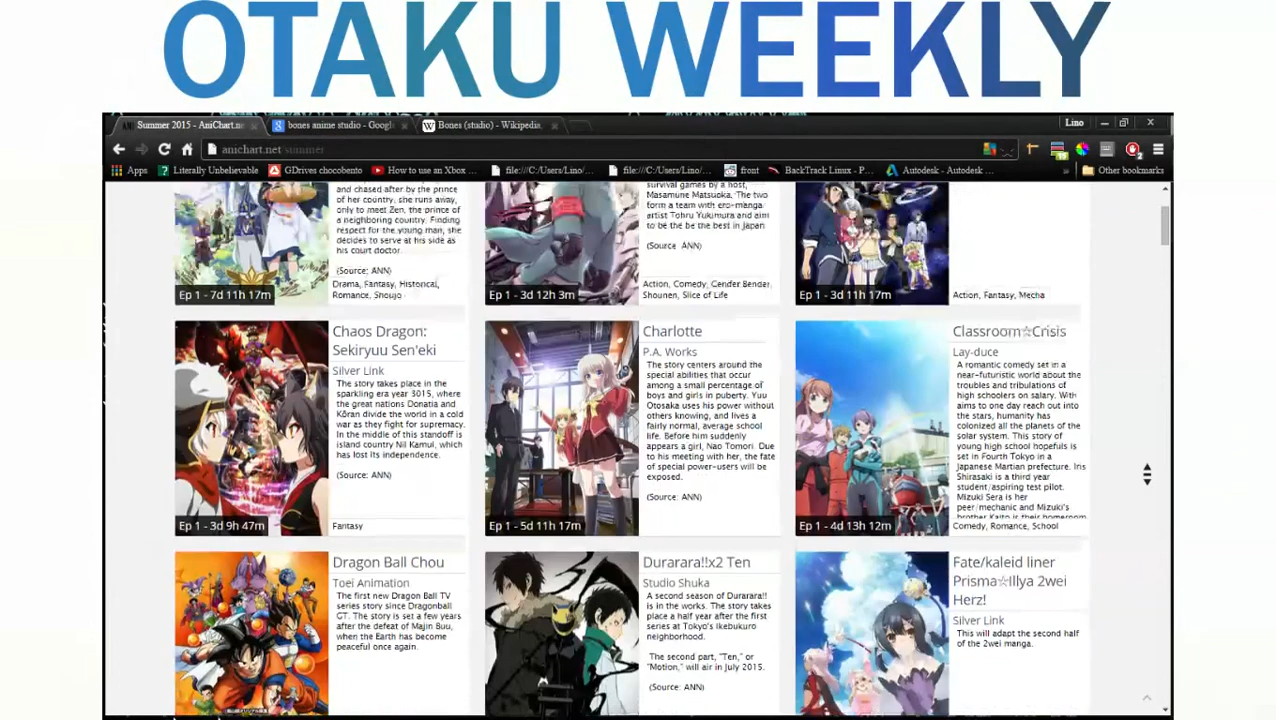 OTAKU WEEKLY
Summer 2015 - AniChart.ne
bones anime studio - Googl
Bones (studio) - Wikipedia,
Lino
anichart.net/summer
Apps
Literally Unbelievable
GDrives chocobento
How to use an Xbox ...
file:///C:/Users/Lino/
file:///C:/Users/Lino/
front
BackTrack Linux - P...
Autodesk - Autodesk ...
Other bookmarks
and chased after by the prince
of her country, she runs away,
only to meet Zen, the prince of
a neighboring country. Finding
respect for the young man, she
decides to serve at his side as
his court doctor.
(Source: ANN)
Drama, Fantasy, Historical,
Romance, Shoujo
Ep 1 - 7d 11h 17m
survival games by a host,
Masamune Matsuoka. The two
form a team with ero-manga
artist Tohru Yukimura and aim
to be the be the best in Japan
(Source ANN)
Action, Comedy, Gender Bender,
Shounen, Slice of Life
Ep 1 - 3d 12h 3m
Ep 1 - 3d 11h 17m
Action, Fantasy, Mecha
Chaos Dragon:
Sekiryuu Sen'eki
Silver Link
The story takes place in the
sparkling era year 3015, where
the great nations Donatia and
Kōran divide the world in a cold
war as they fight for supremacy.
In the middle of this standoff is
island country Nil Kamui, which
has lost its independence.
(Source: ANN)
Ep 1 - 3d 9h 47m
Fantasy
Charlotte
P.A. Works
The story centers around the
special abilities that occur
among a small percentage of
boys and girls in puberty. Yuu
Otosaka uses his power without
others knowing, and lives a
fairly normal, average school
life. Before him suddenly
appears a girl, Nao Tomori. Due
to his meeting with her, the fate
of special power-users will be
exposed.
(Source: ANN)
Ep 1 - 5d 11h 17m
Classroom☆Crisis
Lay-duce
A romantic comedy set in a
near-futuristic world about the
troubles and tribulations of
high schoolers on salary. With
aims to one day reach out into
the stars, humanity has
colonized all the planets of the
solar system. This story of
young high school hopefuls is
set in Fourth Tokyo in a
Japanese Martian prefecture. Iris
Shirasaki is a third year
student/aspiring test pilot.
Mizuki Sera is her
peer/mechanic and Mizuki's
brother Kaito is their homeroom
Ep 1 - 4d 13h 12m
Comedy, Romance, School
Dragon Ball Chou
Toei Animation
The first new Dragon Ball TV
series story since Dragonball
GT. The story is set a few years
after the defeat of Majin Buu,
when the Earth has become
peaceful once again.
Durarara!!x2 Ten
Studio Shuka
A second season of Durarara!!
is in the works. The story takes
place a half year after the first
series at Tokyo's Ikebukuro
neighborhood.
The second part, "Ten," or
"Motion," will air in July 2015.
(Source: ANN)
Fate/kaleid liner
Prisma☆Illya 2wei
Herz!
Silver Link
This will adapt the second half
of the 2wei manga.